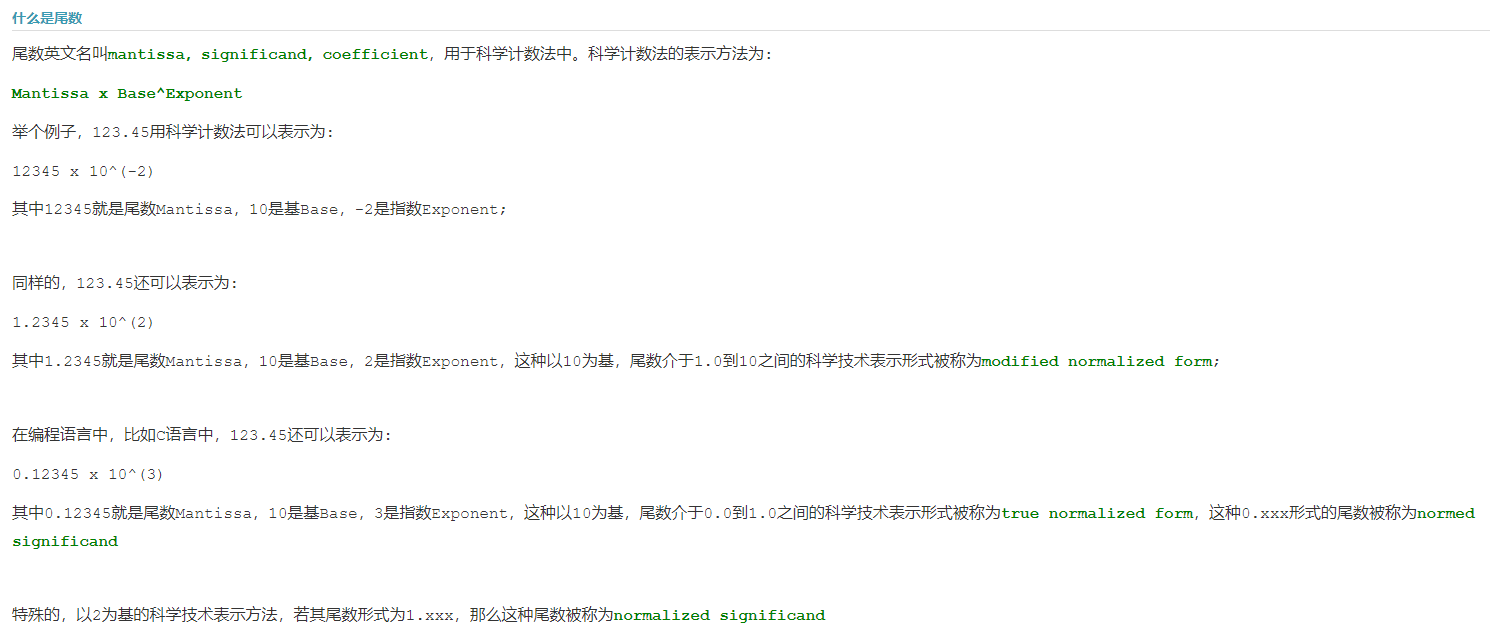 什么是尾数
尾数英文名叫mantissa, significand, coefficient，用于科学计数法中。科学计数法的表示方法为：
Mantissa x Base^Exponent
举个例子，123.45用科学计数法可以表示为：
12345 x 10^(-2)
其中12345就是尾数Mantissa，10是基Base，-2是指数Exponent；
同样的，123.45还可以表示为：
1.2345 x 10^(2)
其中1.2345就是尾数Mantissa，10是基Base，2是指数Exponent，这种以10为基，尾数介于1.0到10之间的科学技术表示形式被称为modified normalized form；
在编程语言中，比如C语言中，123.45还可以表示为：
0.12345 x 10^(3)
其中0.12345就是尾数Mantissa，10是基Base，3是指数Exponent，这种以10为基，尾数介于0.0到1.0之间的科学技术表示形式被称为true normalized form，这种0.xxx形式的尾数被称为normed
significand
特殊的，以2为基的科学技术表示方法，若其尾数形式为1.xxx，那么这种尾数被称为normalized significand